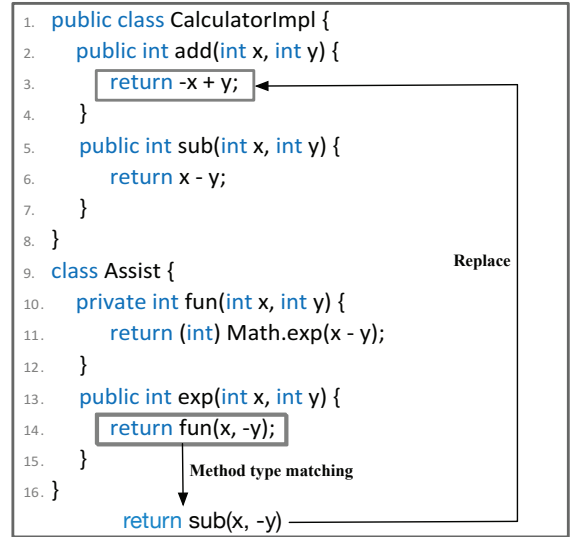 1. public class CalculatorImpl {
2. public int add(int x, int y) {
3. return -x + y;
4. }
5. public int sub(int x, int y) {
6. return x - y;
7. }
8. }
9. class Assist {
Replace
10. private int fun(int x, int y) {
11. return (int) Math.exp(x - y);
12. }
13. public int exp(int x, int y) {
14. return fun(x, -y);
15. }
Method type matching
16. }
return sub(x, -y)